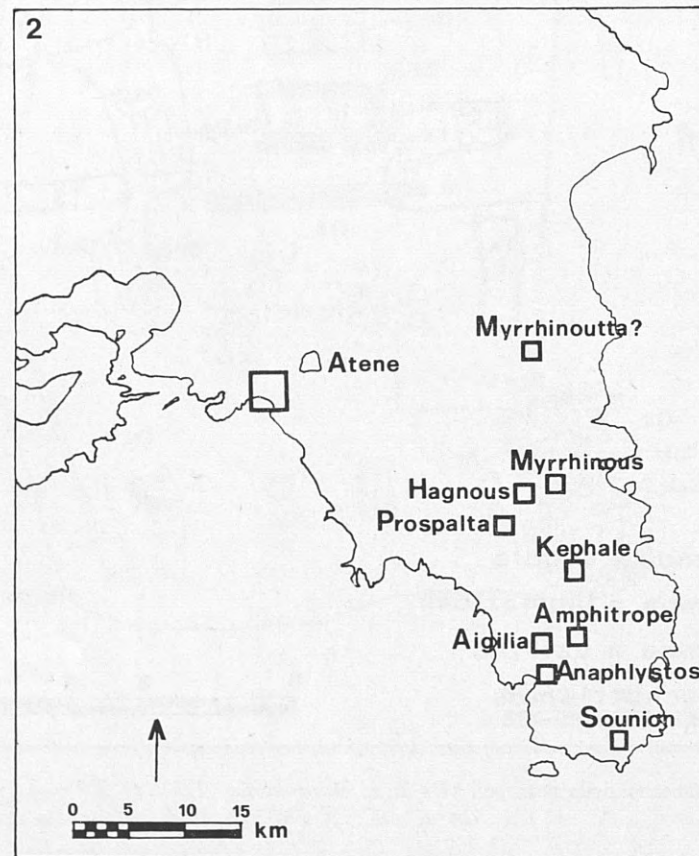 2
Myrrhinoutta?
Atene
Myrrhinous
Hagnous
Prospalta
Kephale
Amphitrope
Aigilia
Anaphlystos
Sounion
0 5 10 15
km